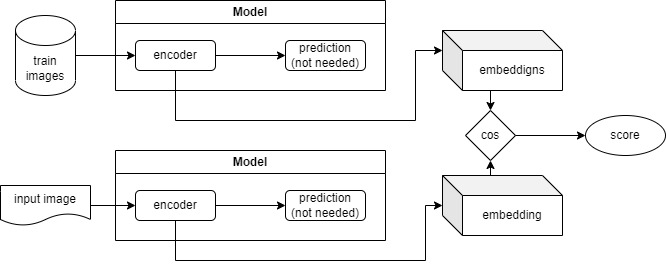 Model
train
images
encoder
prediction
(not needed)
embeddigns
cos
score
Model
input image
encoder
prediction
(not needed)
embedding